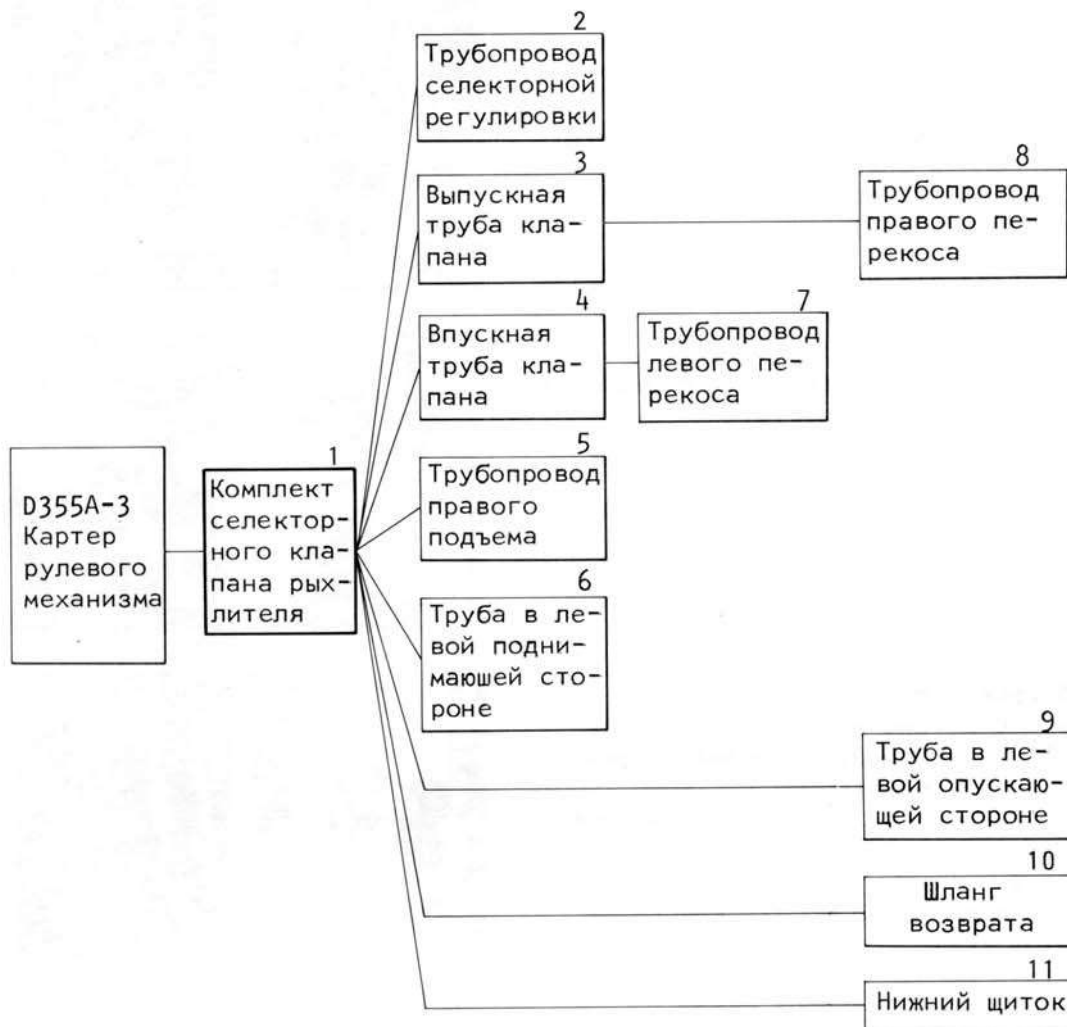 2
Трубопровод
селекторной
регулировки
3
Выпускная
труба кла-
пана
8
Трубопровод
правого пе-
рекоса
4
Впускная
труба кла-
пана
7
Трубопровод
левого пе-
рекоса
D355A-3
Картер
рулевого
механизма
1
Комплект
селектор-
ного кла-
пана рых-
лителя
5
Трубопровод
правого
подъема
6
Труба в ле-
вой подни-
маюшей сто-
роне
9
Труба в ле-
вой опускаю-
щей стороне
10
Шланг
возврата
11
Нижний щиток